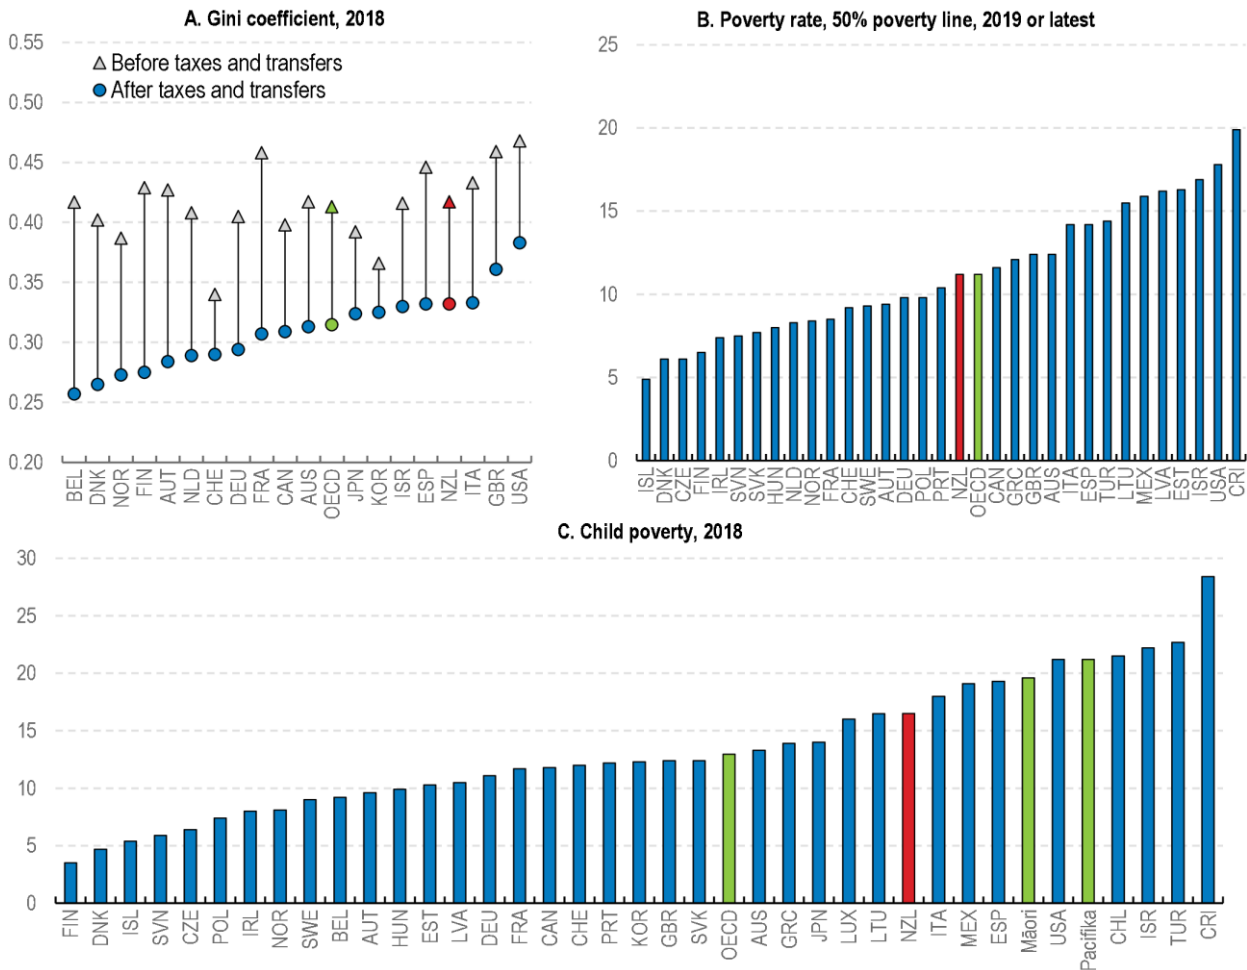 A. Gini coefficient, 2018
0.55
0.50
0.45
0.40
0.35
0.30
0.25
0.20
Before taxes and transfers
After taxes and transfers
BEL DNK NOR FIN AUT NLD CHE DEU FRA CAN AUS OECD JPN KOR ISR ESP NZL ITA GBR USA
B. Poverty rate, 50% poverty line, 2019 or latest
25
20
15
10
5
0
ISL DNK CZE FIN IRL SVN SVK HUN NLD NOR FRA CHE SWE AUT DEU POL PRT NZL OECD CAN GRC GBR AUS ITA ESP TUR LTU MEX LVA EST ISR USA CRI
C. Child poverty, 2018
30
25
20
15
10
5
0
FIN DNK ISL SVN CZE POL IRL NOR SWE BEL AUT HUN EST LVA DEU FRA CAN CHE PRT KOR GBR SVK OECD AUS GRC JPN LUX LTU NZL ITA MEX ESP Māori USA Pacifika CHL ISR TUR CRI